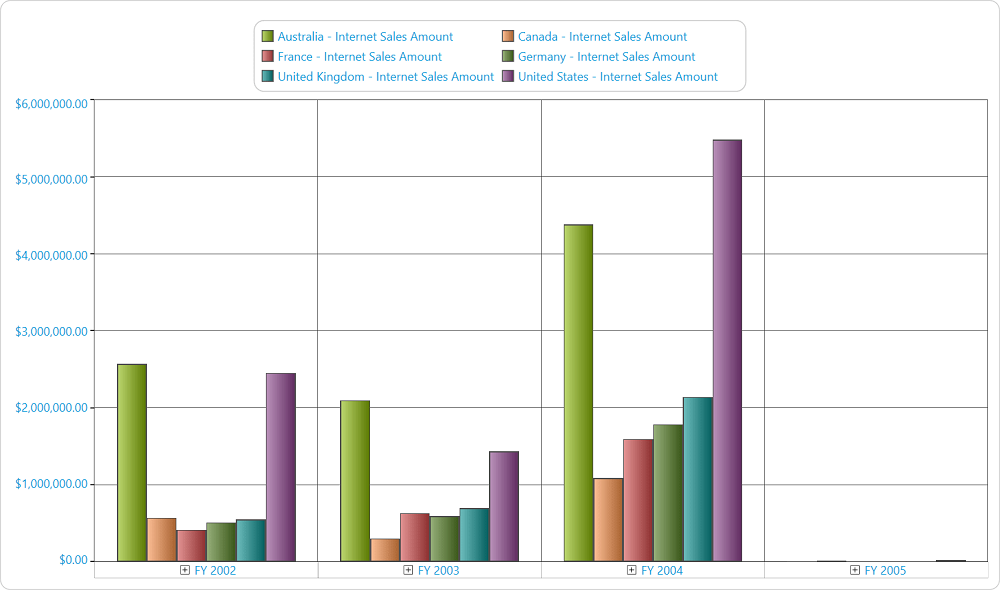 Australia - Internet Sales Amount Canada - Internet Sales Amount
France - Internet Sales Amount Germany - Internet Sales Amount
United Kingdom - Internet Sales Amount United States - Internet Sales Amount
$6,000,000.00
$5,000,000.00
$4,000,000.00
$3,000,000.00
$2,000,000.00
$1,000,000.00
$0.00
FY 2002 FY 2003 FY 2004 FY 2005